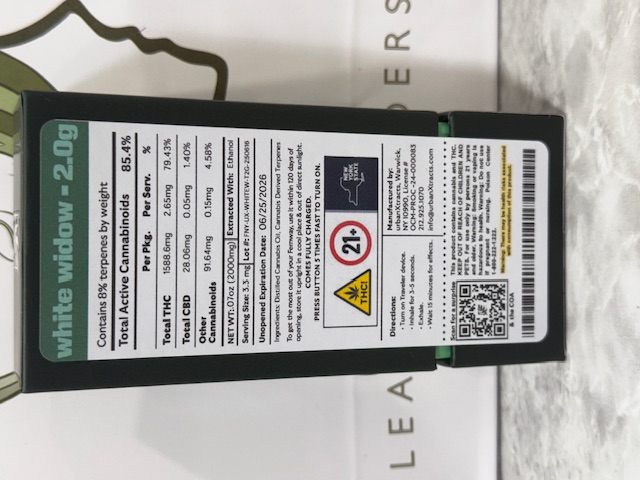 white widow - 2.0g
Contains 8% terpenes by weight
Total Active Cannabinoids 85.4%
Per Pkg. Per Serv. %
Total THC 1588.6mg 2.65mg 79.43%
Total CBD 28.06mg 0.05mg 1.40%
Other
Cannabinoids 91.64mg 0.15mg 4.58%
NET WT: .07oz (2000mg) Extracted With: Ethanol
Serving Size: 3.3 mg Lot #: FNY-UX-WHITEW-T2G-250616
Unopened Expiration Date: 06/25/2026
Ingredients: Distilled Cannabis Oil, Cannabis Derived Terpenes
To get the most out of your Fernway, use it within 120 days of
opening, store it upright in a cool place & out of direct sunlight.
COMES FULLY CHARGED.
PRESS BUTTON 5 TIMES FAST TO TURN ON.
THC!
21+
NEW
YORK
STATE
Directions:
• Turn on Traveler device.
• Inhale for 3-5 seconds.
• Exhale.
• Wait 15 minutes for effects.
Manufactured by:
UrbanXtracts Warwick,
NY 10990, License #
OCM-PROC-24-000083
212.925.9070
info@urbanXtracts.com
Scan for a surprise
& the COA
This product contains cannabis and THC.
KEEP OUT OF REACH OF CHILDREN AND
PETS. For use only by persons 21 years
and older. Warning: Smoking or vaping is
hazardous to health. Warning: Do not use
if pregnant or nursing. Poison Center
1-800-222-1222.
LEA
PERS